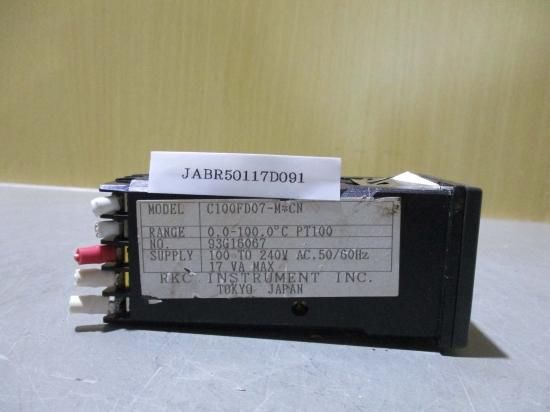 JABR50117D091
MODEL C100FD07-M*CN
RANGE 0.0-100.0°C PT100
NO. 93G16067
SUPPLY 100 TO 240V AC.50/60Hz
17 VA MAX
RKC INSTRUMENT INC.
TOKYO JAPAN